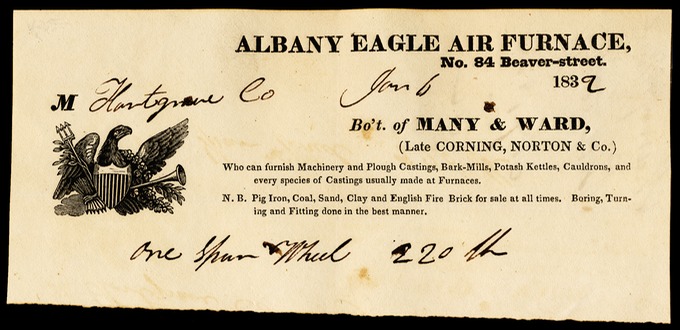 ALBANY EAGLE AIR FURNACE,
No. 84 Beaver-street.
M Co Jan 6 1832
Bo't. of MANY & WARD,
(Late CORNING, NORTON & Co.)
Who can furnish Machinery and Plough Castings, Bark-Mills, Potash Kettles, Cauldrons, and
every species of Castings usually made at Furnaces.
N. B. Pig Iron, Coal, Sand, Clay and English Fire Brick for sale at all times. Boring, Turn-
ing and Fitting done in the best manner.
one Spur Wheel 220 lb